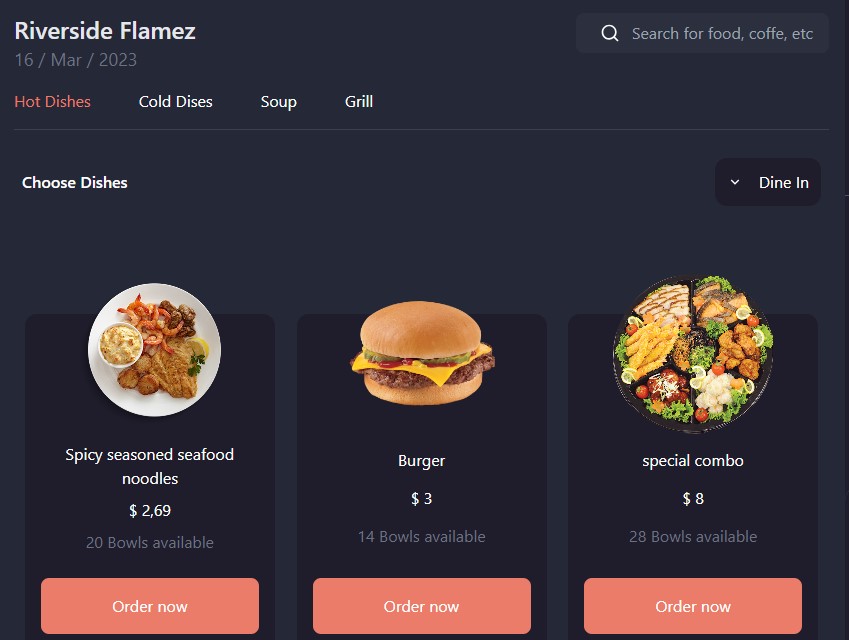 Riverside Flamez
Search for food, coffe, etc
16 / Mar / 2023
Hot Dishes Cold Dises Soup Grill
Choose Dishes
Dine In
Spicy seasoned seafood
noodles
$ 2,69
20 Bowls available
Order now
Burger
$ 3
14 Bowls available
Order now
special combo
$ 8
28 Bowls available
Order now